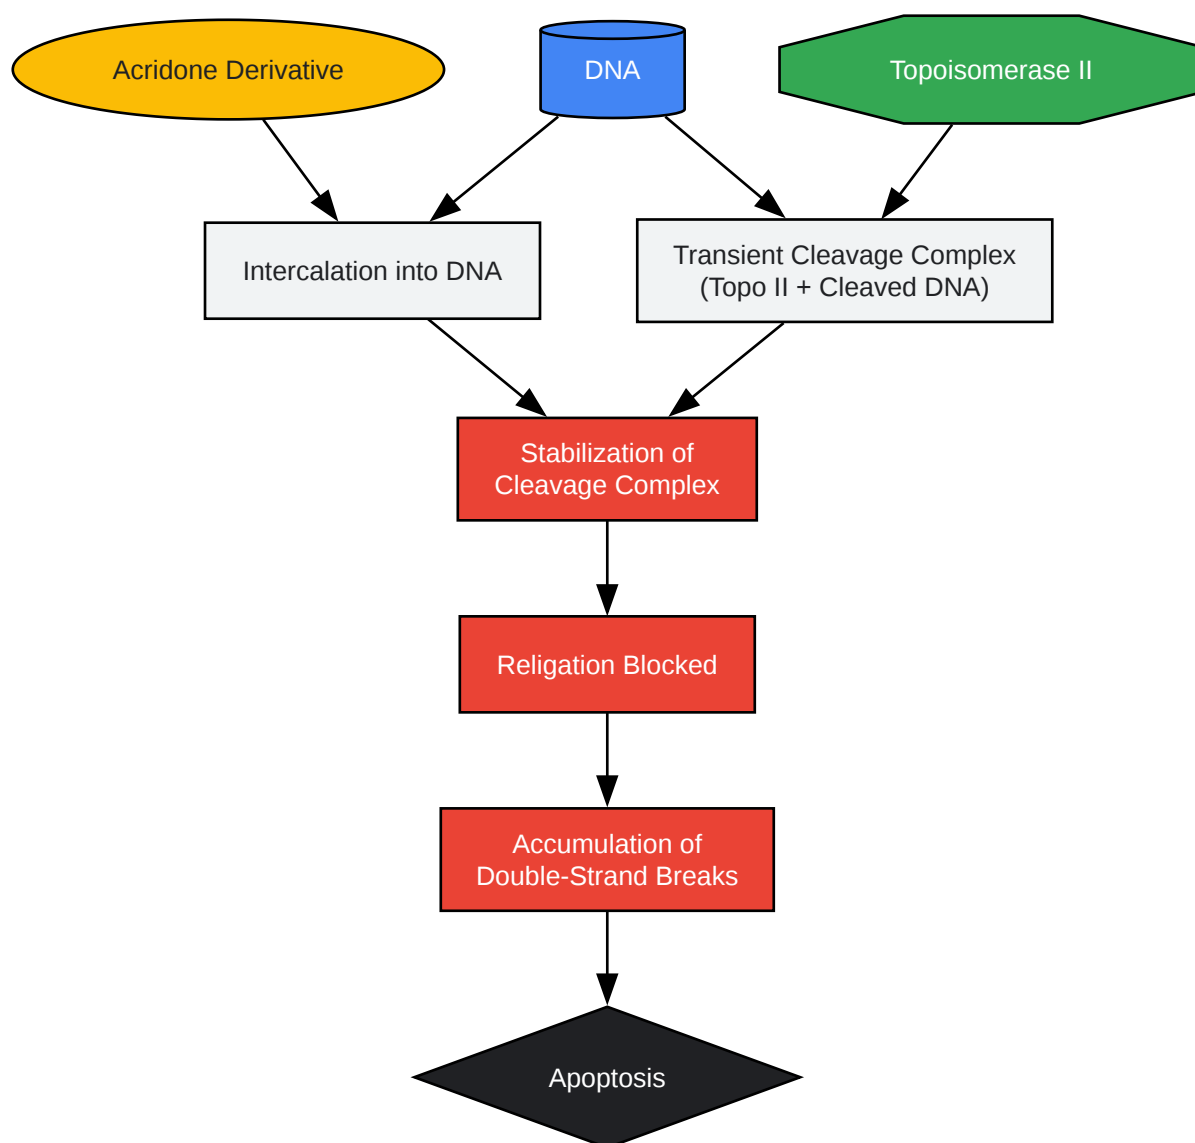 Acridone Derivative
DNA
Topoisomerase II
Intercalation into DNA
Transient Cleavage Complex
(Topo II + Cleaved DNA)
Stabilization of
Cleavage Complex
Religation Blocked
Accumulation of
Double-Strand Breaks
Apoptosis